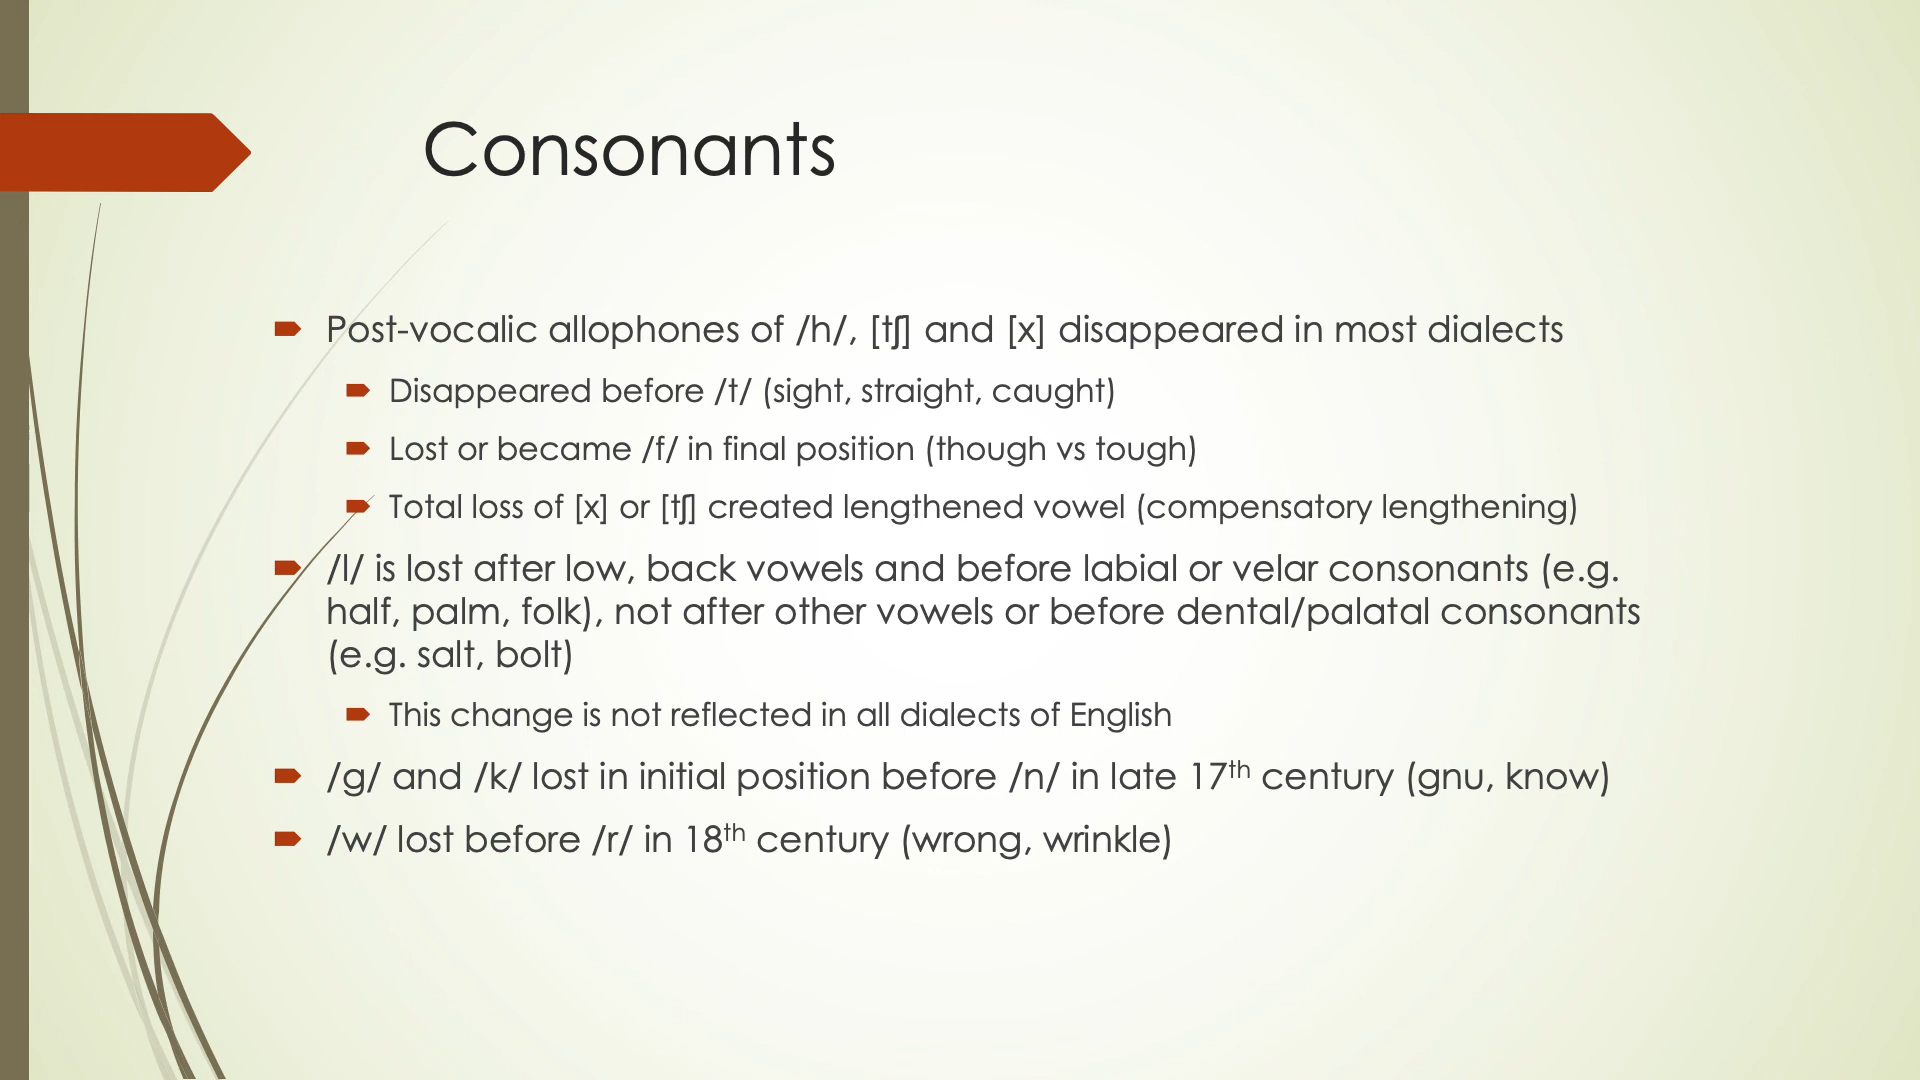 Consonants
Post-vocalic allophones of /h/, [tʃ] and [x] disappeared in most dialects
Disappeared before /t/ (sight, straight, caught)
Lost or became /f/ in final position (though vs tough)
Total loss of [x] or [tʃ] created lengthened vowel (compensatory lengthening)
/l/ is lost after low, back vowels and before labial or velar consonants (e.g.
half, palm, folk), not after other vowels or before dental/palatal consonants
(e.g. salt, bolt)
This change is not reflected in all dialects of English
/g/ and /k/ lost in initial position before /n/ in late 17th century (gnu, know)
/w/ lost before /r/ in 18th century (wrong, wrinkle)